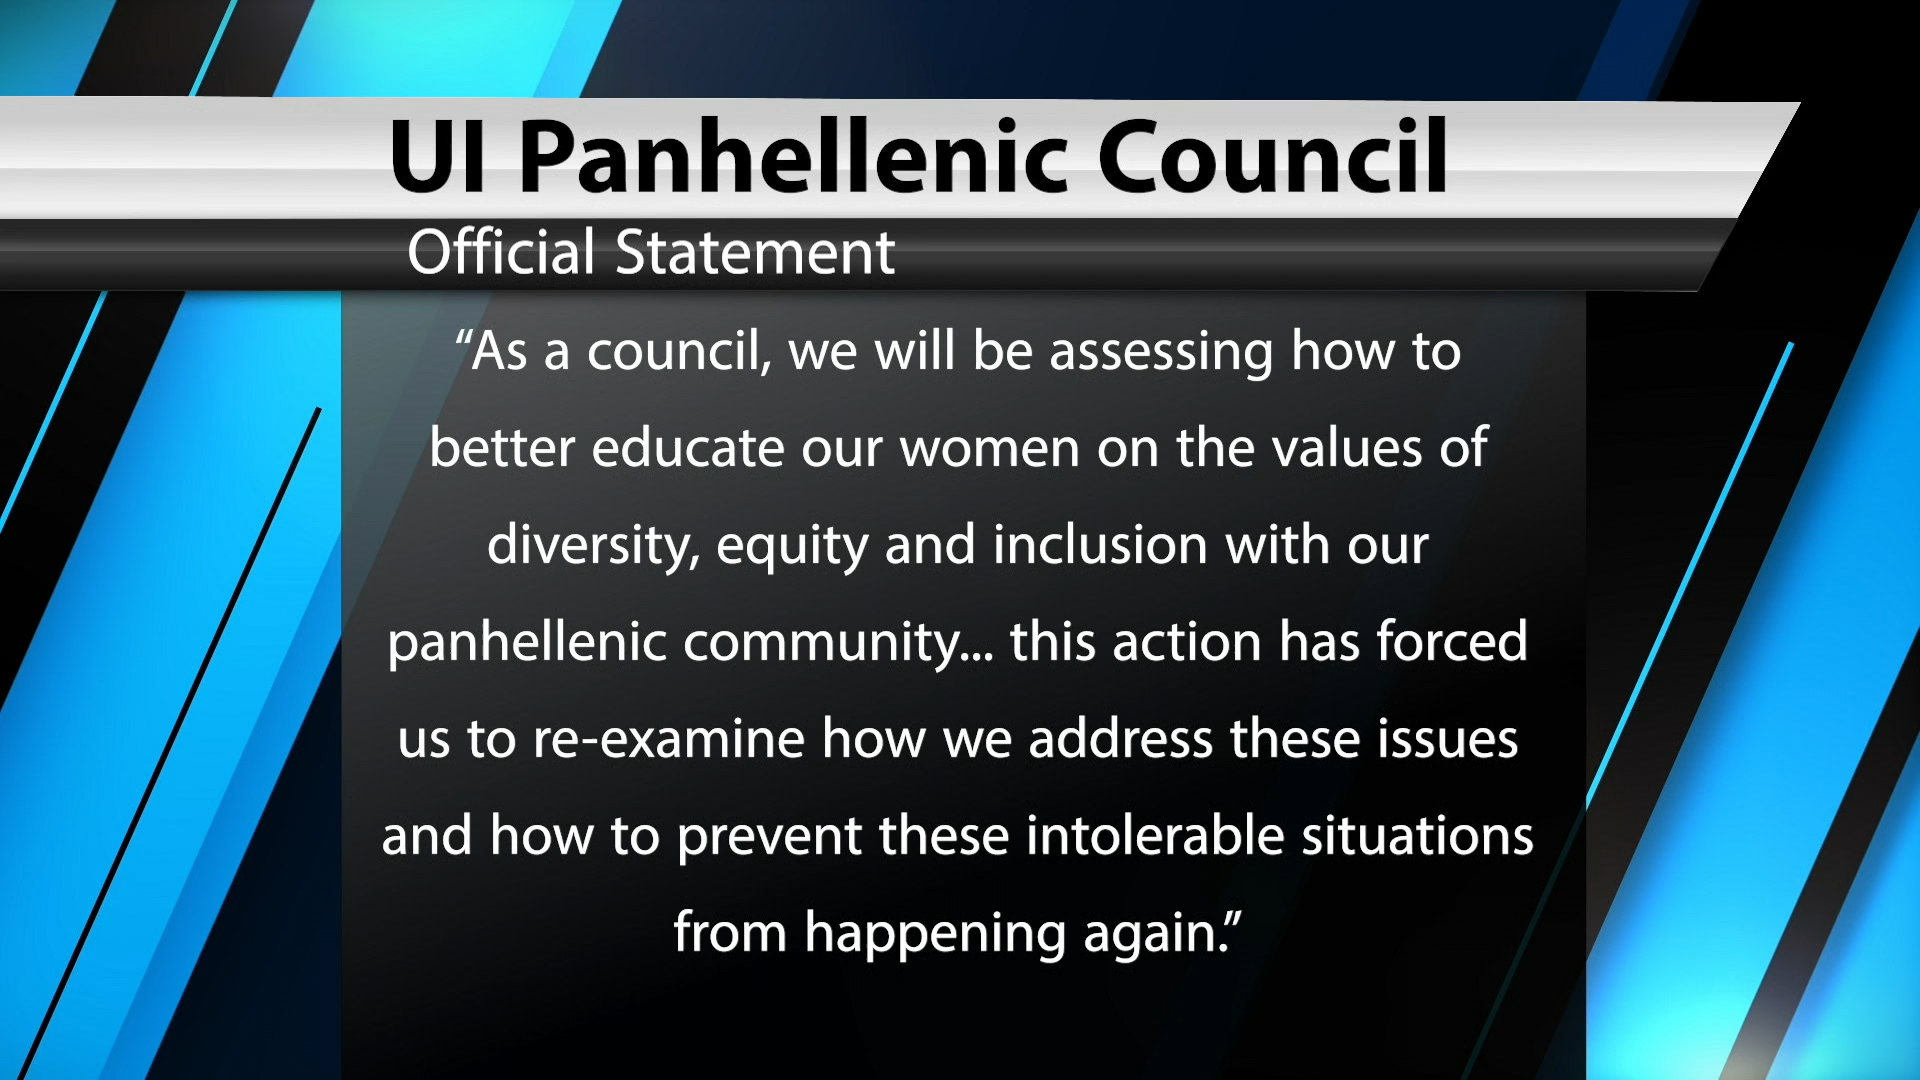 UI Panhellenic Council
Official Statement
“As a council, we will be assessing how to
better educate our women on the values of
diversity, equity and inclusion with our
panhellenic community... this action has forced
us to re-examine how we address these issues
and how to prevent these intolerable situations
from happening again.”